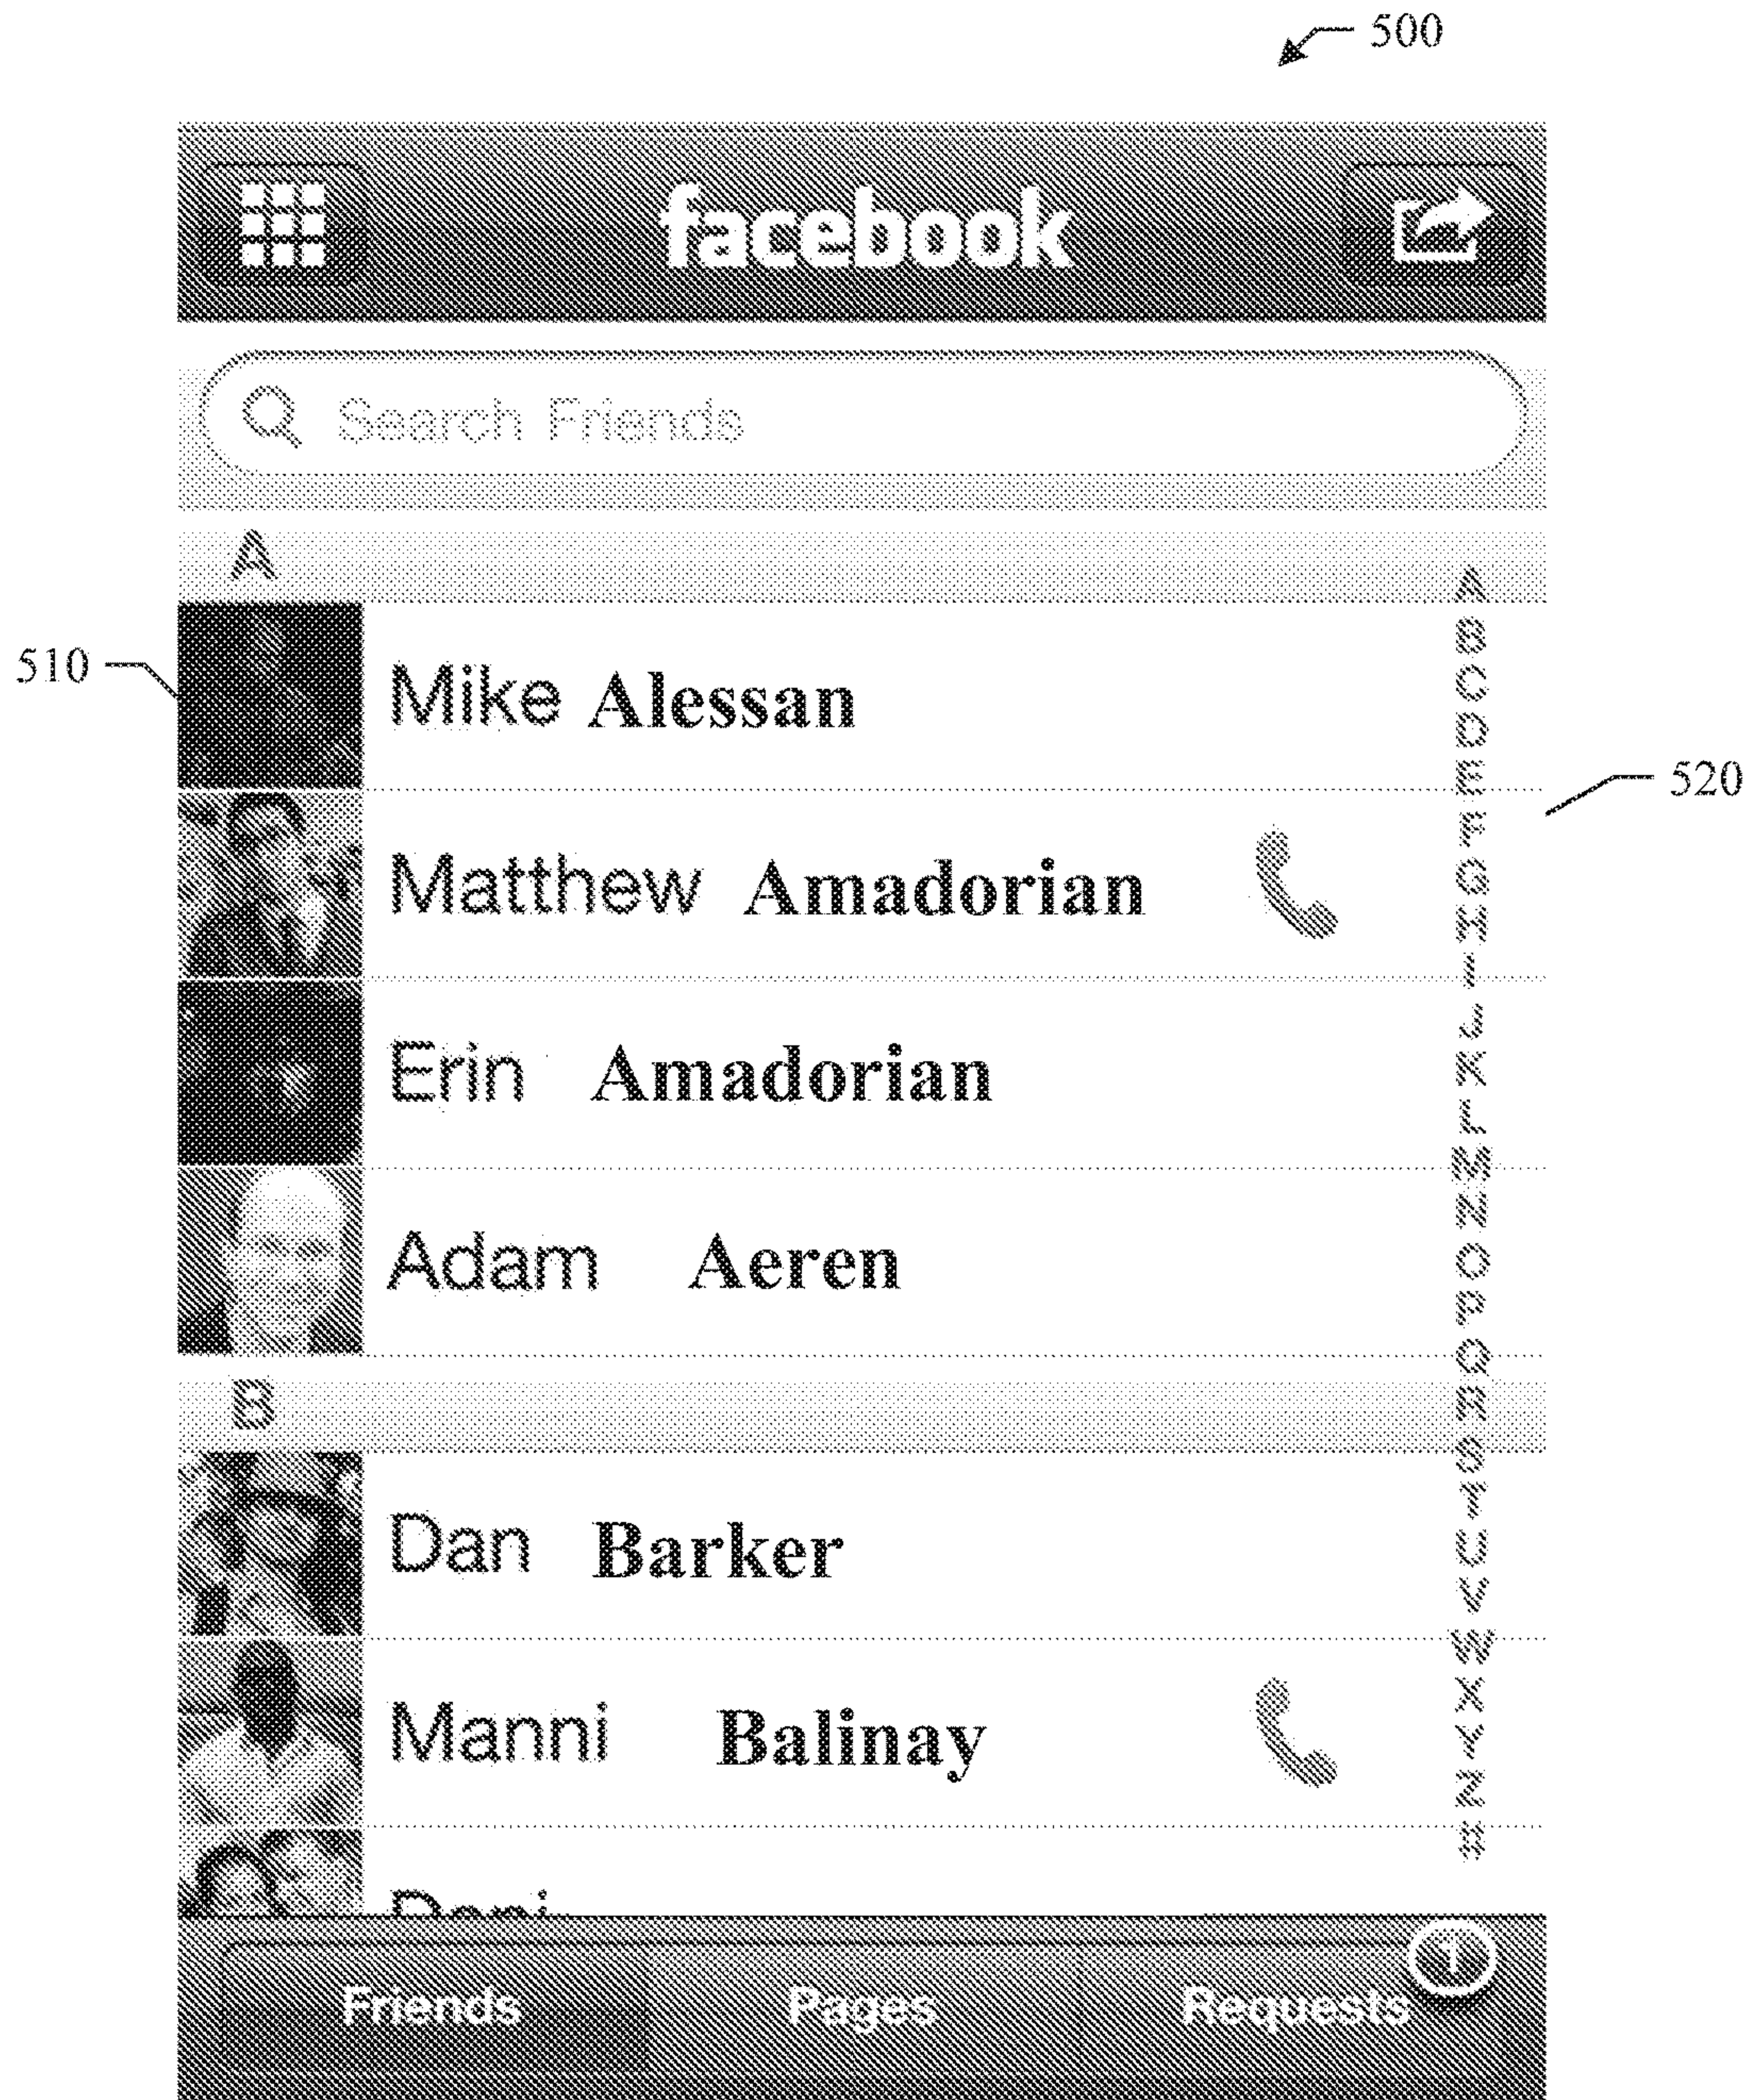 500
facebook
Search Friends
A
510
Mike Alessan
520
Matthew Amadorian
Erin Amadorian
Adam Aeren
B
Dan Barker
Manni Balinay
A
B
C
D
E
F
G
H
I
J
K
L
M
N
O
P
Q
R
S
T
U
V
W
X
Y
Z
#
Friends Pages Requests 1